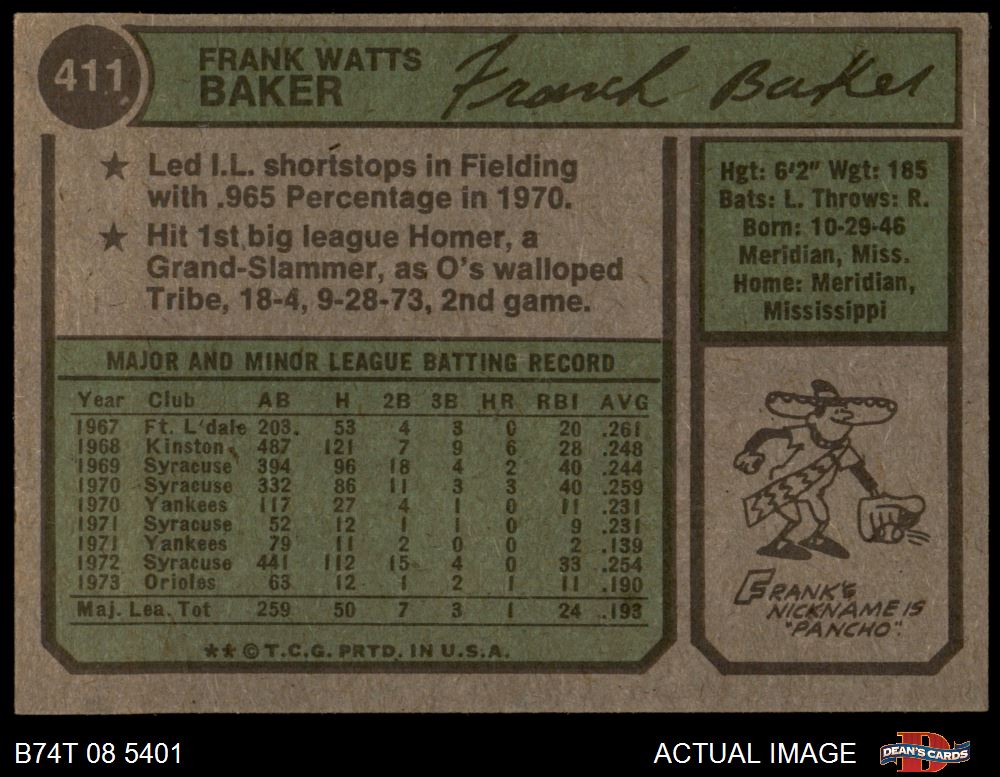 411
FRANK WATTS
BAKER
Frank Baker
★ Led I.L. shortstops in Fielding
with .965 Percentage in 1970.
★ Hit 1st big league Homer, a
Grand-Slammer, as O's walloped
Tribe, 18-4, 9-28-73, 2nd game.
Hgt: 6'2" Wgt: 185
Bats: L. Throws: R.
Born: 10-29-46
Meridian, Miss.
Home: Meridian,
Mississippi
MAJOR AND MINOR LEAGUE BATTING RECORD
Year Club AB H 2B 3B HR RBI AVG
1967 Ft. L'dale 203 53 4 3 0 20 .261
1968 Kinston 487 121 7 9 6 28 .248
1969 Syracuse 394 96 18 4 2 40 .244
1970 Syracuse 332 86 11 3 3 40 .259
1970 Yankees 117 27 4 1 0 11 .231
1971 Syracuse 52 12 1 1 0 9 .231
1971 Yankees 79 11 2 0 0 2 .139
1972 Syracuse 441 112 15 4 0 33 .254
1973 Orioles 63 12 1 2 1 11 .190
Maj. Lea. Tot 259 50 7 3 1 24 .193
★★ © T.C.G. PRTD. IN U.S.A.
FRANK'S
NICKNAME IS
"PANCHO".
B74T 08 5401
ACTUAL IMAGE
D
DEAN'S CARDS